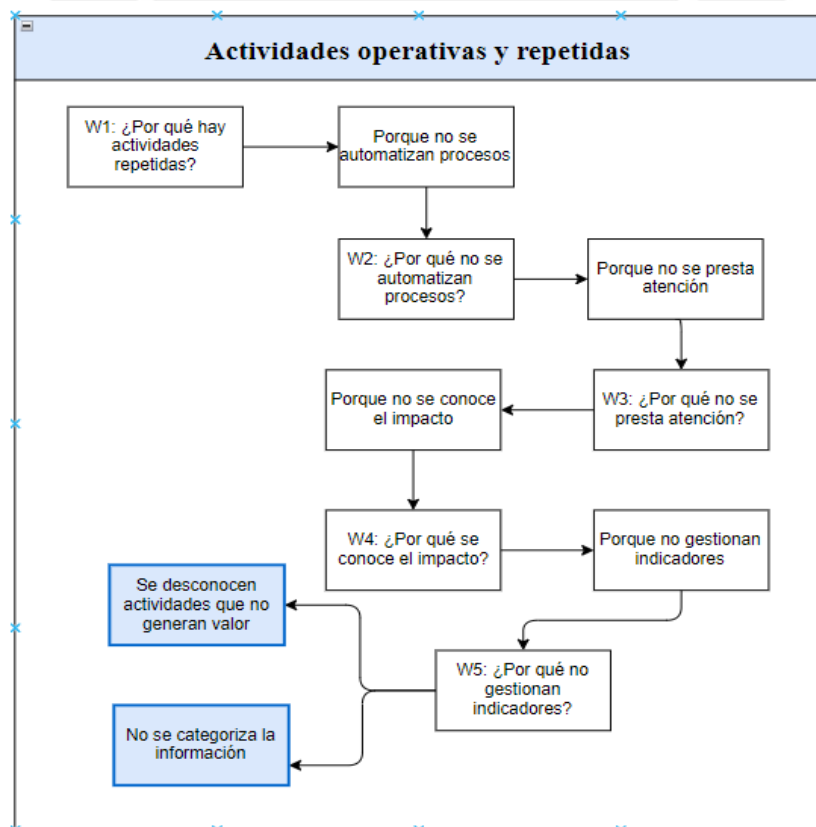 Actividades operativas y repetidas
W1: ¿Por qué hay
actividades
repetidas?
Porque no se
automatizan procesos
W2: ¿Por qué no se
automatizan
procesos?
Porque no se presta
atención
W3: ¿Por qué no se
presta atención?
Porque no se conoce
el impacto
W4: ¿Por qué se
conoce el impacto?
Porque no gestionan
indicadores
W5: ¿Por qué no
gestionan
indicadores?
Se desconocen
actividades que no
generan valor
No se categoriza la
información